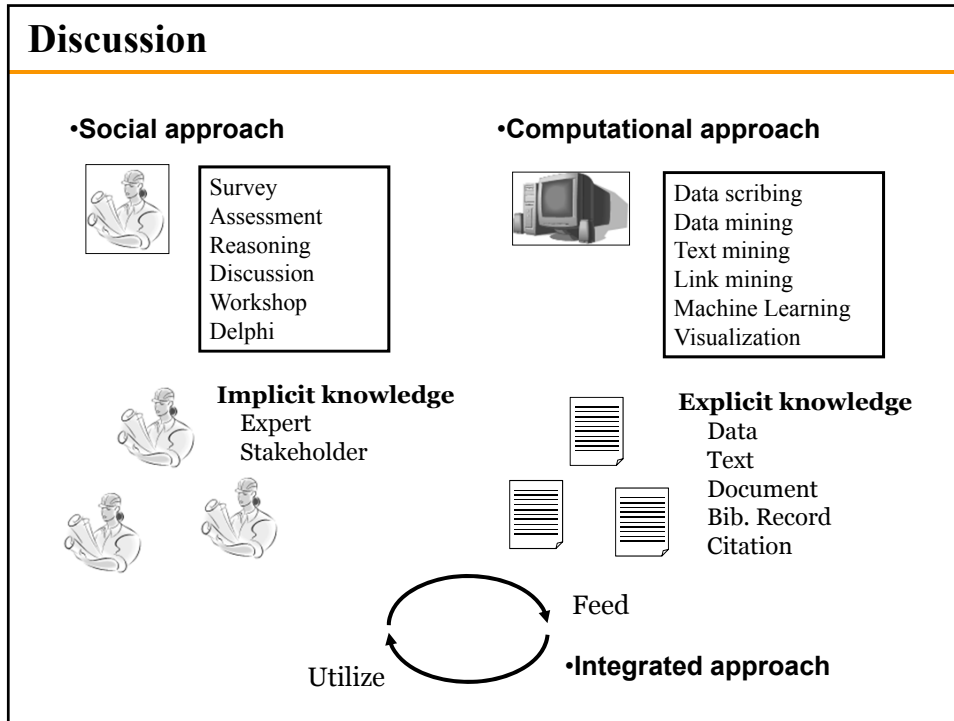 Discussion
•Social approach
Survey
Assessment
Reasoning
Discussion
Workshop
Delphi
Implicit knowledge
Expert
Stakeholder
•Computational approach
Data scribing
Data mining
Text mining
Link mining
Machine Learning
Visualization
Explicit knowledge
Data
Text
Document
Bib. Record
Citation
Feed
Utilize
•Integrated approach